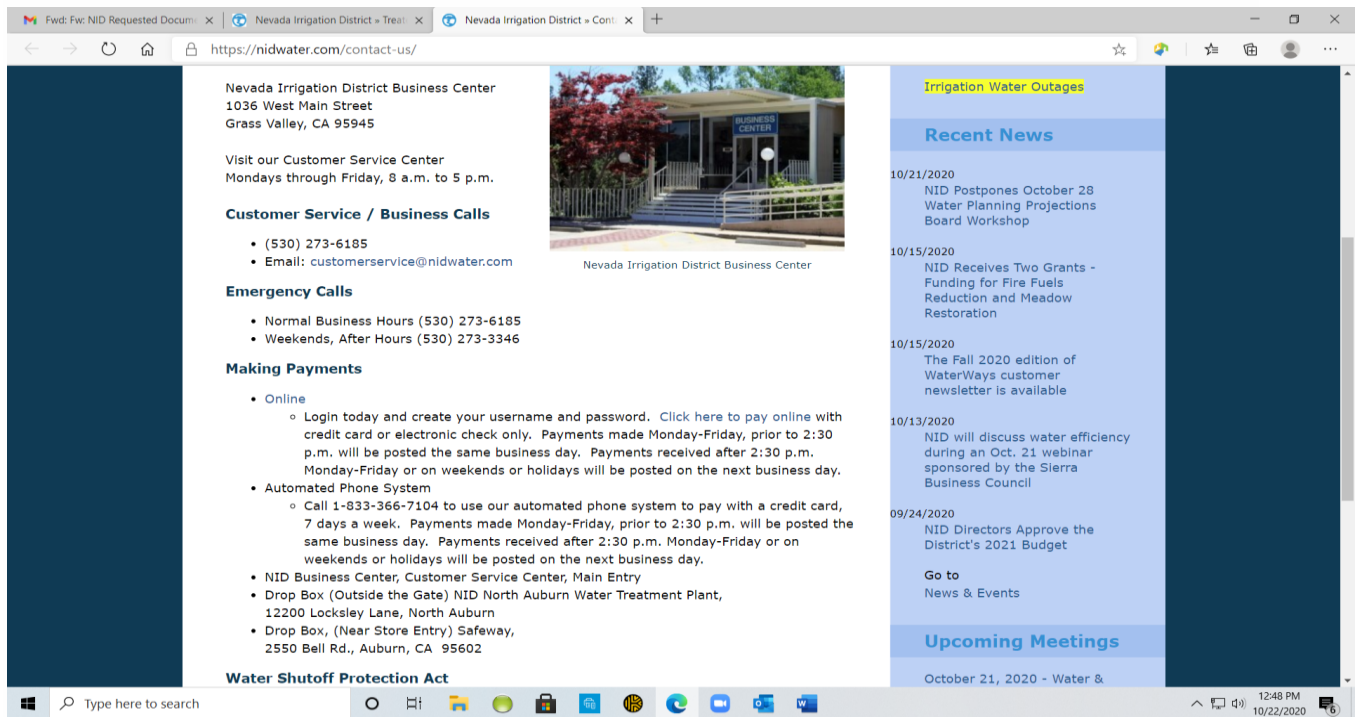 Fwd: Fw: NID Requested Docum
Nevada Irrigation District » Treat
Nevada Irrigation District » Cont
https://nidwater.com/contact-us/
Nevada Irrigation District Business Center
1036 West Main Street
Grass Valley, CA 95945
Visit our Customer Service Center
Mondays through Friday, 8 a.m. to 5 p.m.
Customer Service / Business Calls
• (530) 273-6185
• Email: customerservice@nidwater.com
BUSINESS
CENTER
Nevada Irrigation District Business Center
Emergency Calls
• Normal Business Hours (530) 273-6185
• Weekends, After Hours (530) 273-3346
Making Payments
• Online
Login today and create your username and password.  Click here to pay online with
credit card or electronic check only.  Payments made Monday-Friday, prior to 2:30
p.m. will be posted the same business day.  Payments received after 2:30 p.m.
Monday-Friday or on weekends or holidays will be posted on the next business day.
• Automated Phone System
Call 1-833-366-7104 to use our automated phone system to pay with a credit card,
7 days a week.  Payments made Monday-Friday, prior to 2:30 p.m. will be posted the
same business day.  Payments received after 2:30 p.m. Monday-Friday or on
weekends or holidays will be posted on the next business day.
• NID Business Center, Customer Service Center, Main Entry
• Drop Box (Outside the Gate) NID North Auburn Water Treatment Plant,
12200 Locksley Lane, North Auburn
• Drop Box, (Near Store Entry) Safeway,
2550 Bell Rd., Auburn, CA  95602
Water Shutoff Protection Act
Irrigation Water Outages
Recent News
10/21/2020
NID Postpones October 28
Water Planning Projections
Board Workshop
10/15/2020
NID Receives Two Grants -
Funding for Fire Fuels
Reduction and Meadow
Restoration
10/15/2020
The Fall 2020 edition of
WaterWays customer
newsletter is available
10/13/2020
NID will discuss water efficiency
during an Oct. 21 webinar
sponsored by the Sierra
Business Council
09/24/2020
NID Directors Approve the
District's 2021 Budget
Go to
News & Events
Upcoming Meetings
October 21, 2020 - Water &
Type here to search
12:48 PM
10/22/2020
6